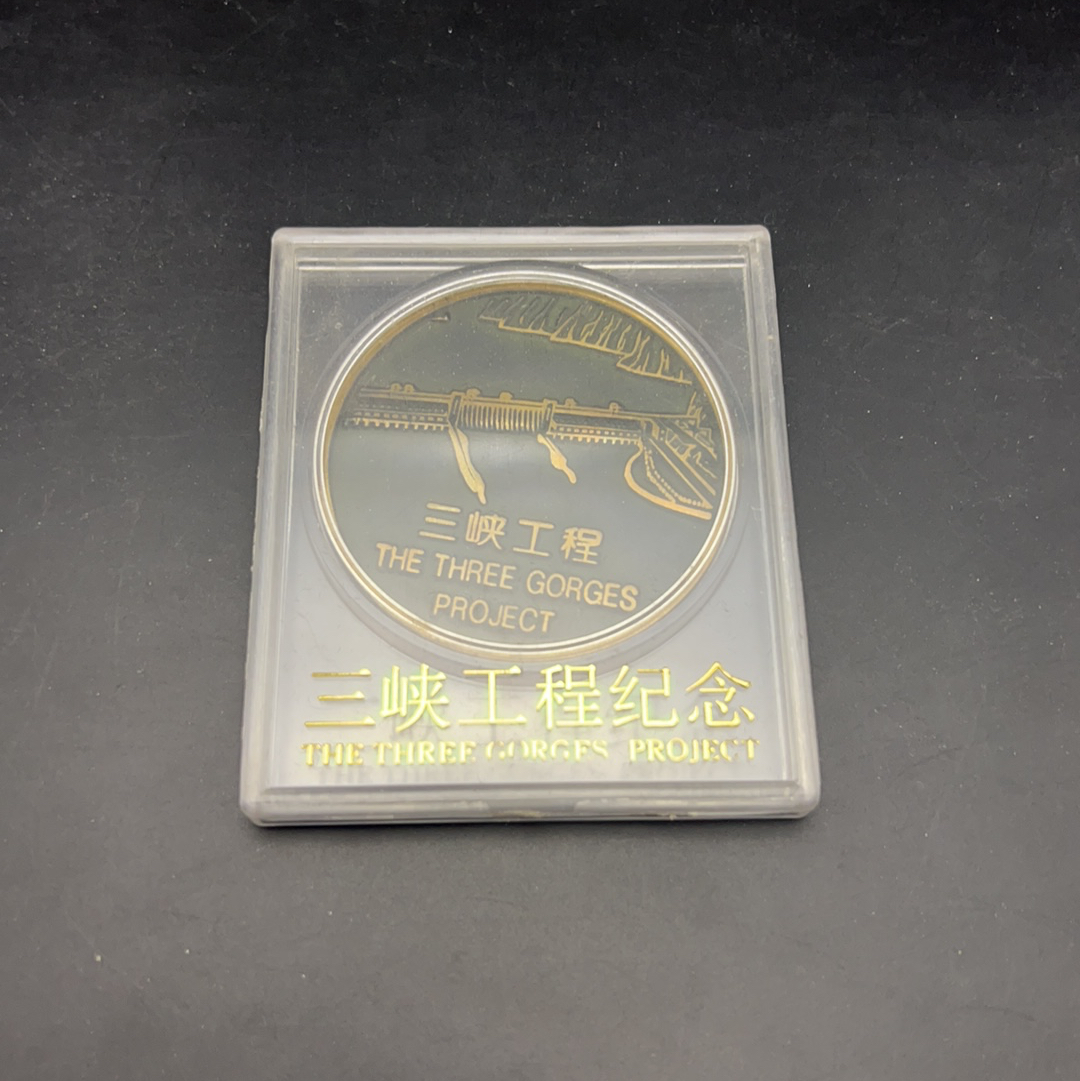 三峡工程
THE THREE GORGES
PROJECT
三峡工程纪念
THE THREE GORGES PROJECT